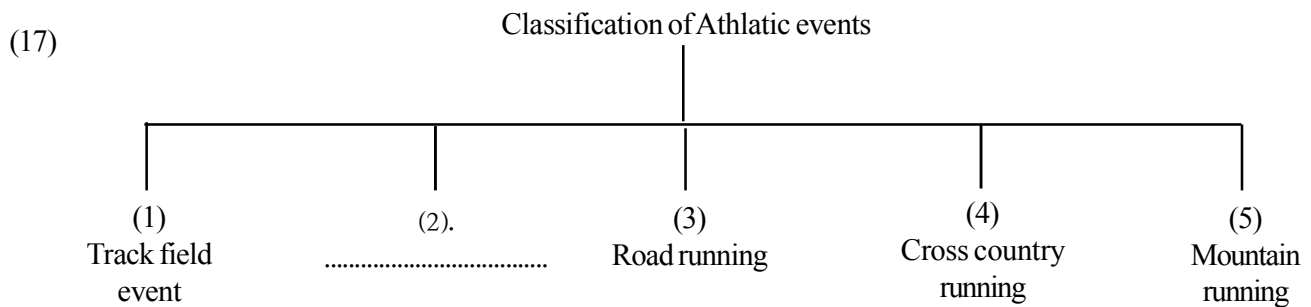 Classification of Athlatic events
(17)
(1)
Track field
event
(2).
..................................
(3)
Road running
(4)
Cross country
running
(5)
Mountain
running